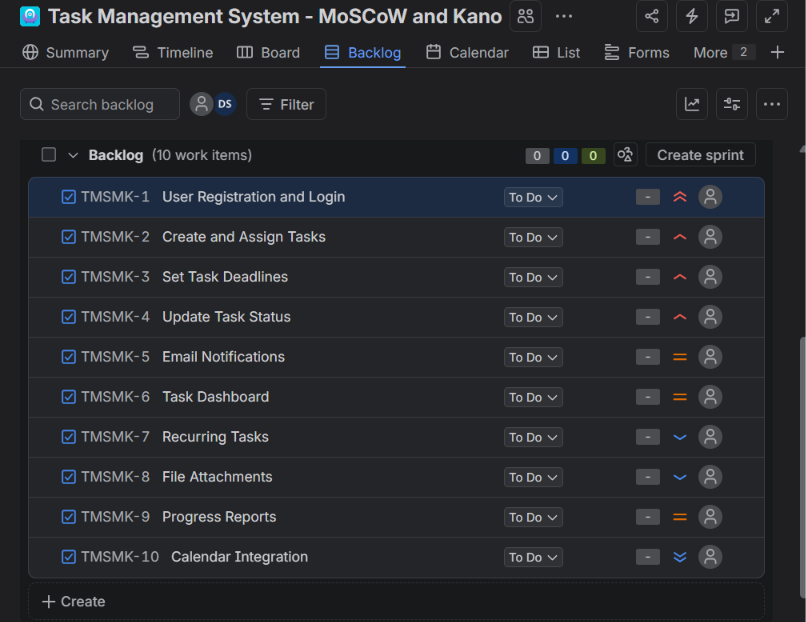 Task Management System - MoSCoW and Kano
Summary Timeline Board Backlog Calendar List Forms More 2
Search backlog DS Filter
Backlog (10 work items) 0 0 0 Create sprint
TMSMK-1 User Registration and Login To Do -
TMSMK-2 Create and Assign Tasks To Do -
TMSMK-3 Set Task Deadlines To Do -
TMSMK-4 Update Task Status To Do -
TMSMK-5 Email Notifications To Do -
TMSMK-6 Task Dashboard To Do -
TMSMK-7 Recurring Tasks To Do -
TMSMK-8 File Attachments To Do -
TMSMK-9 Progress Reports To Do -
TMSMK-10 Calendar Integration To Do -
+ Create